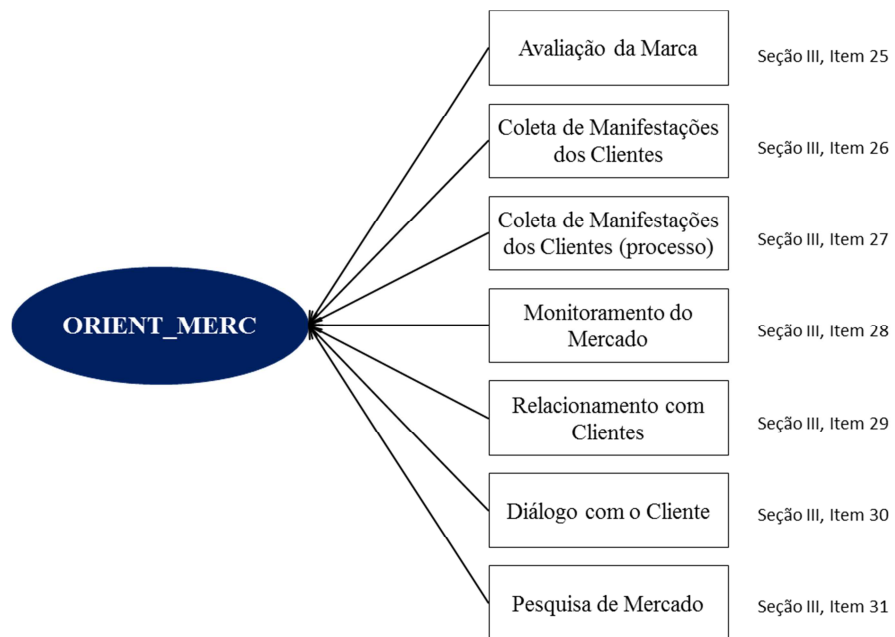 Avaliação da Marca
Seção III, Item 25
Coleta de Manifestações
dos Clientes
Seção III, Item 26
Coleta de Manifestações
dos Clientes (processo)
Seção III, Item 27
ORIENT_MERC
Monitoramento do
Mercado
Seção III, Item 28
Relacionamento com
Clientes
Seção III, Item 29
Diálogo com o Cliente
Seção III, Item 30
Pesquisa de Mercado
Seção III, Item 31